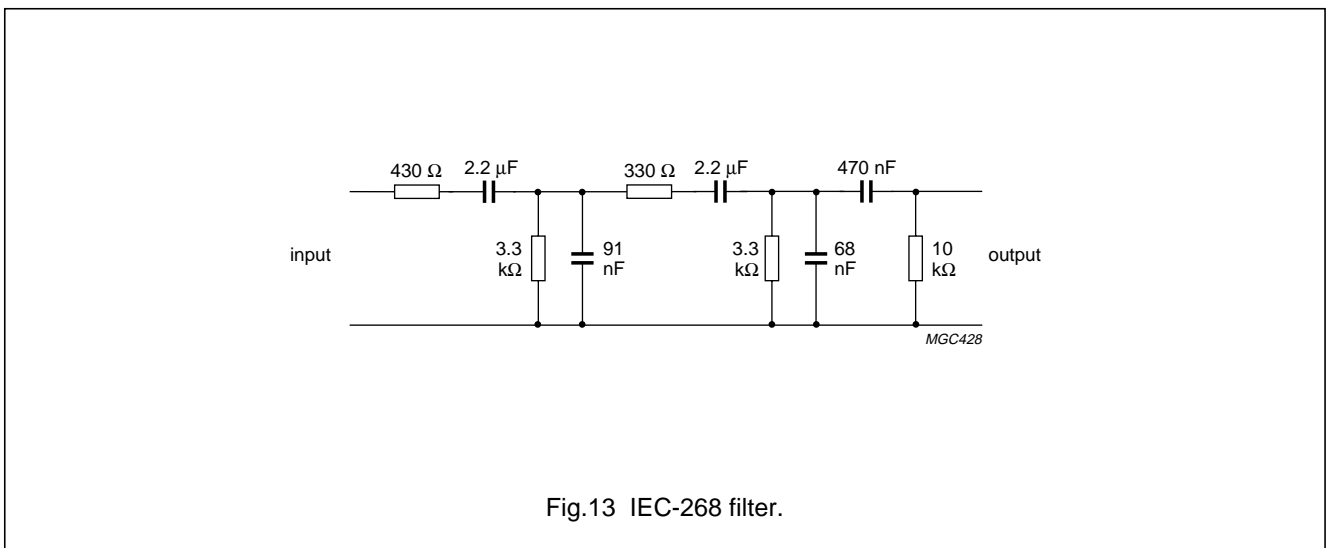 430 Ω 2.2 μF 330 Ω 2.2 μF 470 nF
input
3.3 kΩ
91 nF
3.3 kΩ
68 nF
10 kΩ
output
MGC428
Fig.13 IEC-268 filter.